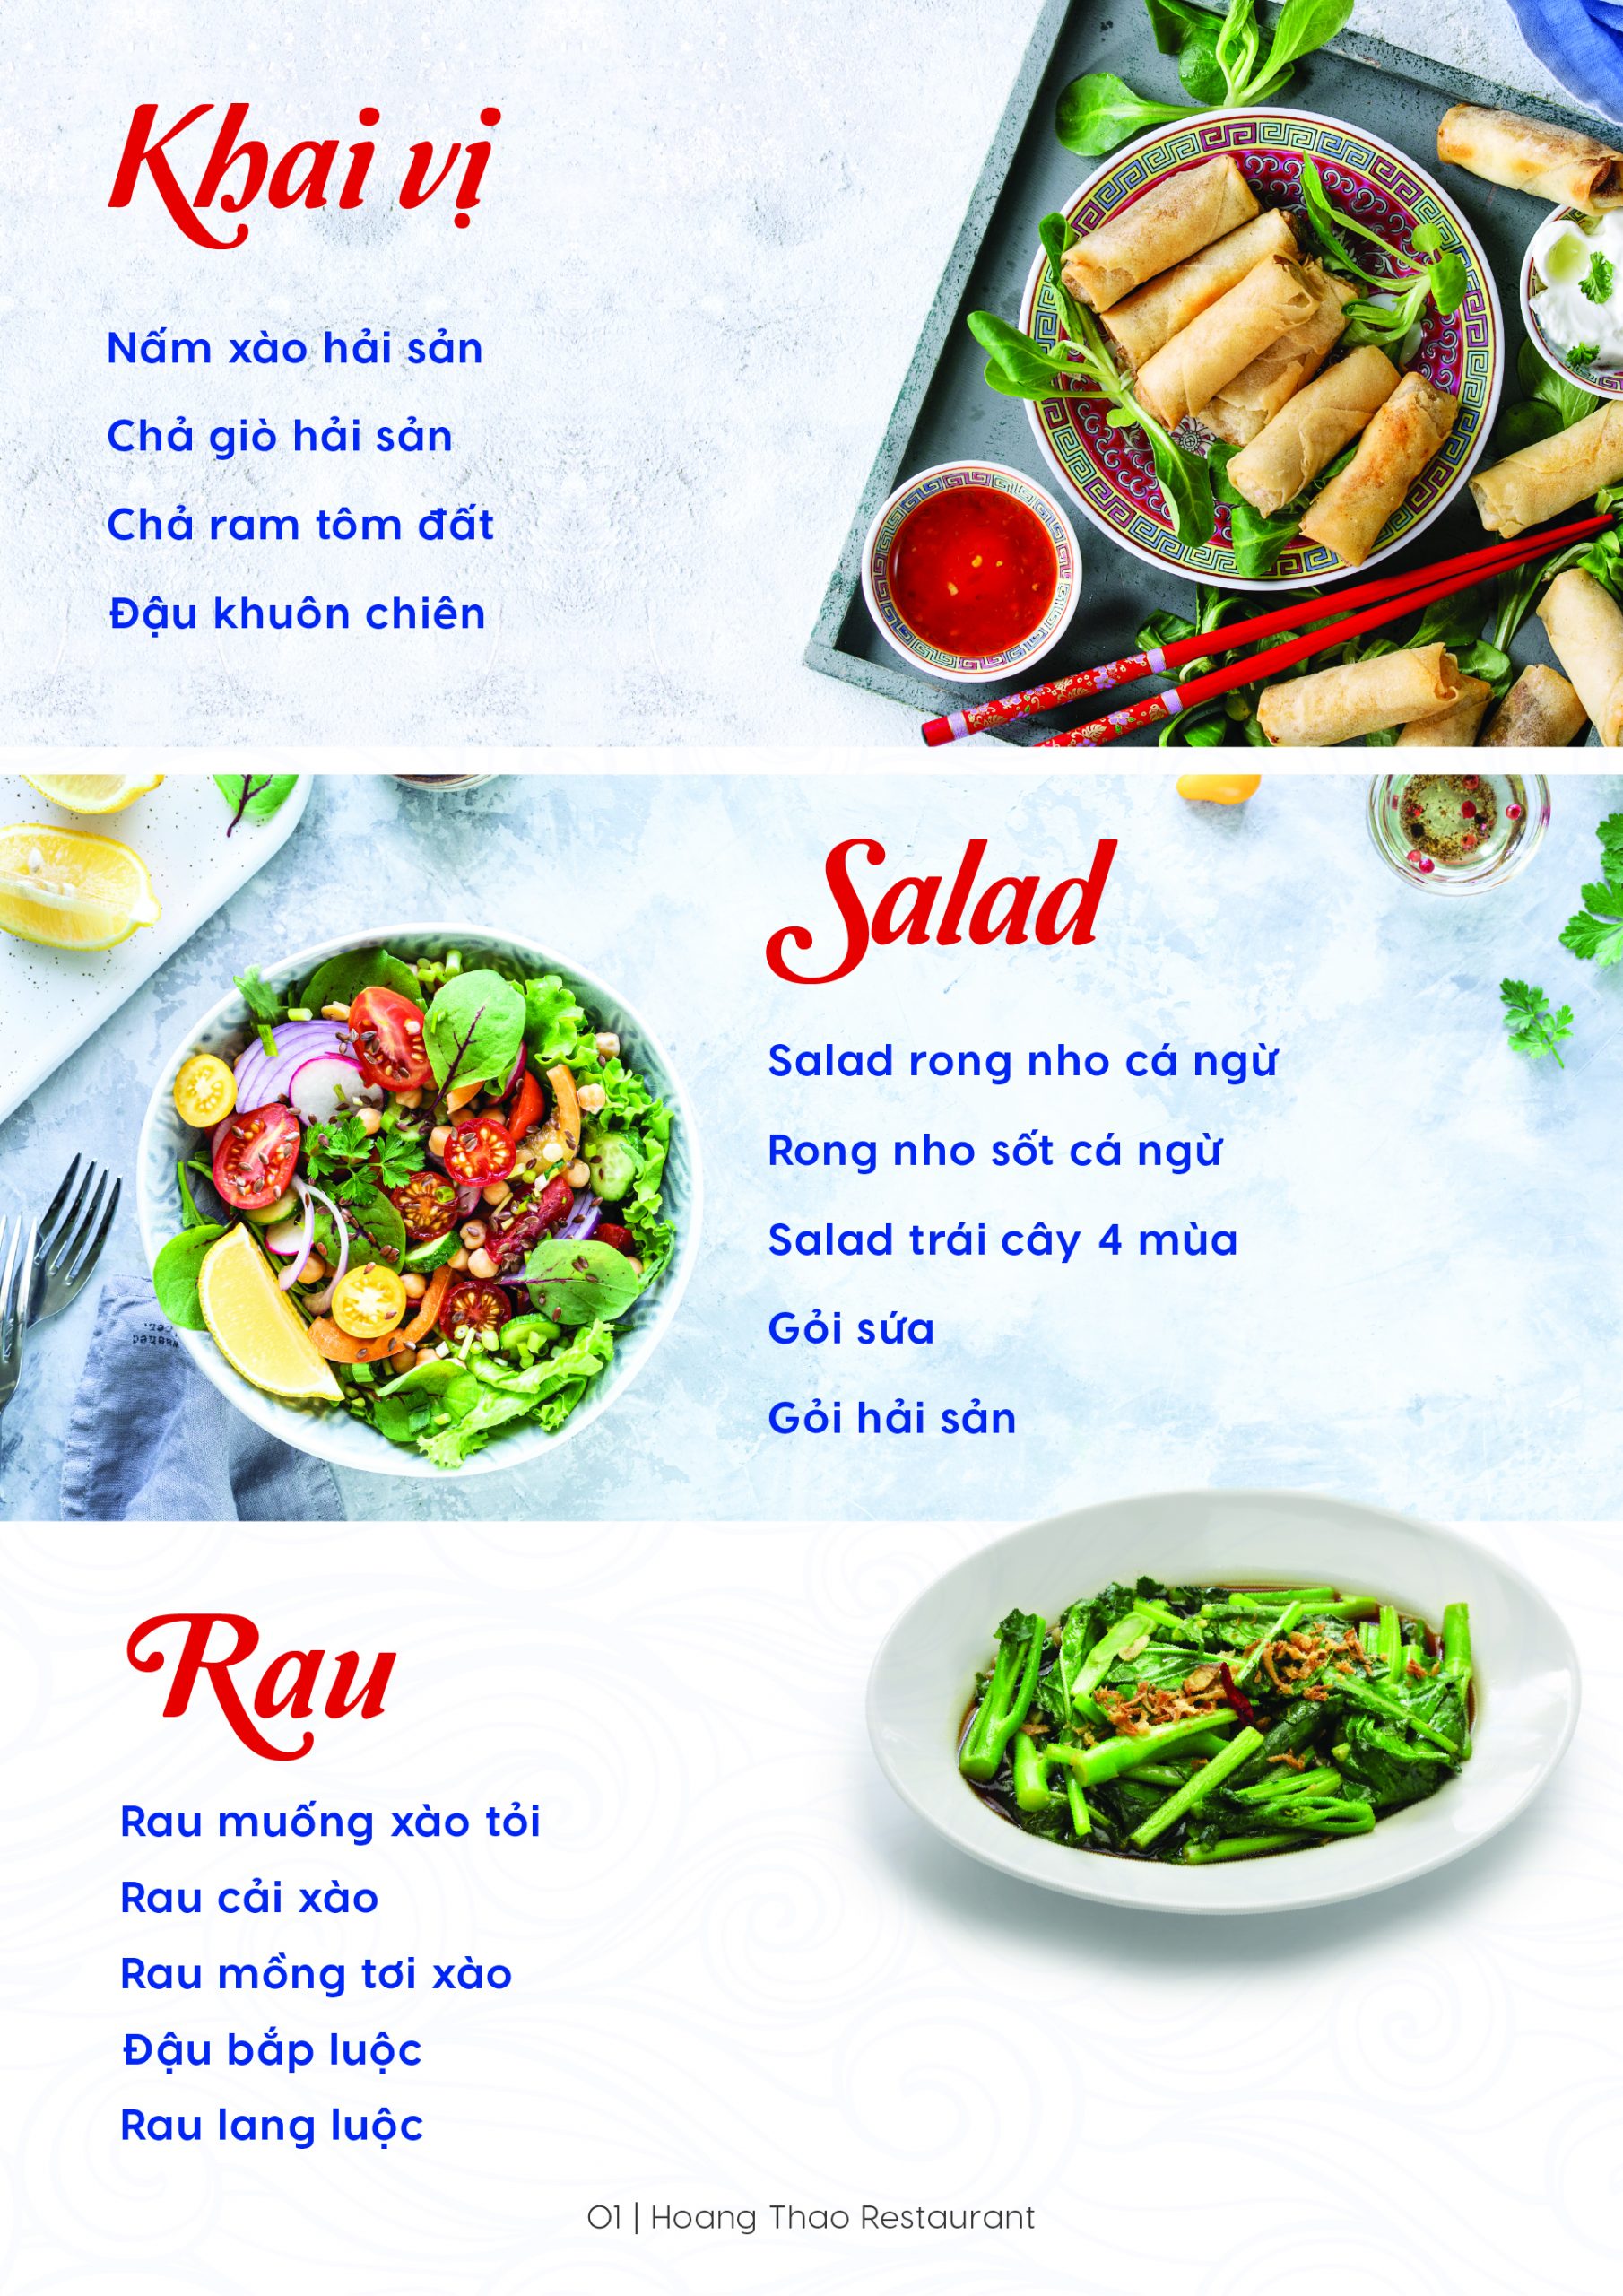 Khai vị
Nấm xào hải sản
Chả giò hải sản
Chả ram tôm đất
Đậu khuôn chiên
Salad
Salad rong nho cá ngừ
Rong nho sốt cá ngừ
Salad trái cây 4 mùa
Gỏi sứa
Gỏi hải sản
Rau
Rau muống xào tỏi
Rau cải xào
Rau mồng tơi xào
Đậu bắp luộc
Rau lang luộc
01 | Hoang Thao Restaurant